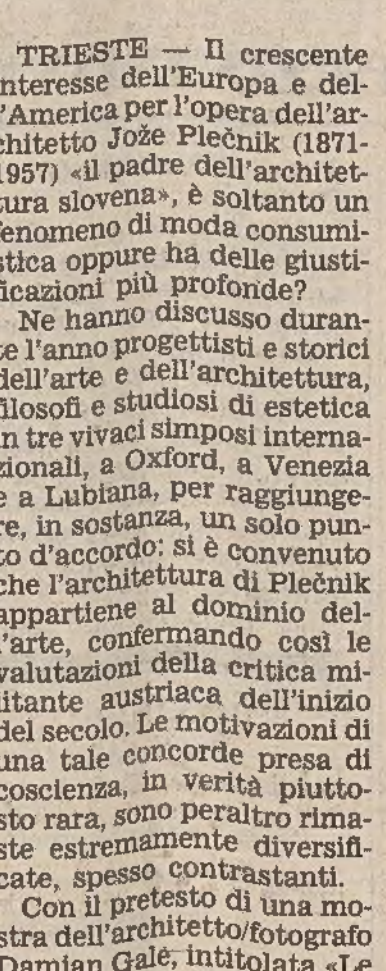 TRIESTE — Il crescente
nteresse dell'Europa e del-
'America per l'opera dell'ar-
chitetto Jože Plečnik (1871-
1957) «il padre dell'architet-
tura slovena», è soltanto un
fenomeno di moda consumi-
stica oppure ha delle giusti-
ficazioni più profonde?
Ne hanno discusso duran-
te l'anno progettisti e storici
dell'arte e dell'architettura,
filosofi e studiosi di estetica
in tre vivaci simposi interna-
zionali, a Oxford, a Venezia
e a Lubiana, per raggiunge-
re, in sostanza, un solo pun-
to d'accordo: si è convenuto
che l'architettura di Plečnik
appartiene al dominio del-
l'arte, confermando così le
valutazioni della critica mi-
litante austriaca dell'inizio
del secolo. Le motivazioni di
una tale concorde presa di
coscienza, in verità piutto-
sto rara, sono peraltro rima-
ste estremamente diversifi-
cate, spesso contrastanti.
Con il pretesto di una mo-
stra dell'architetto/fotografo
Damjan Gale, intitolata «Le